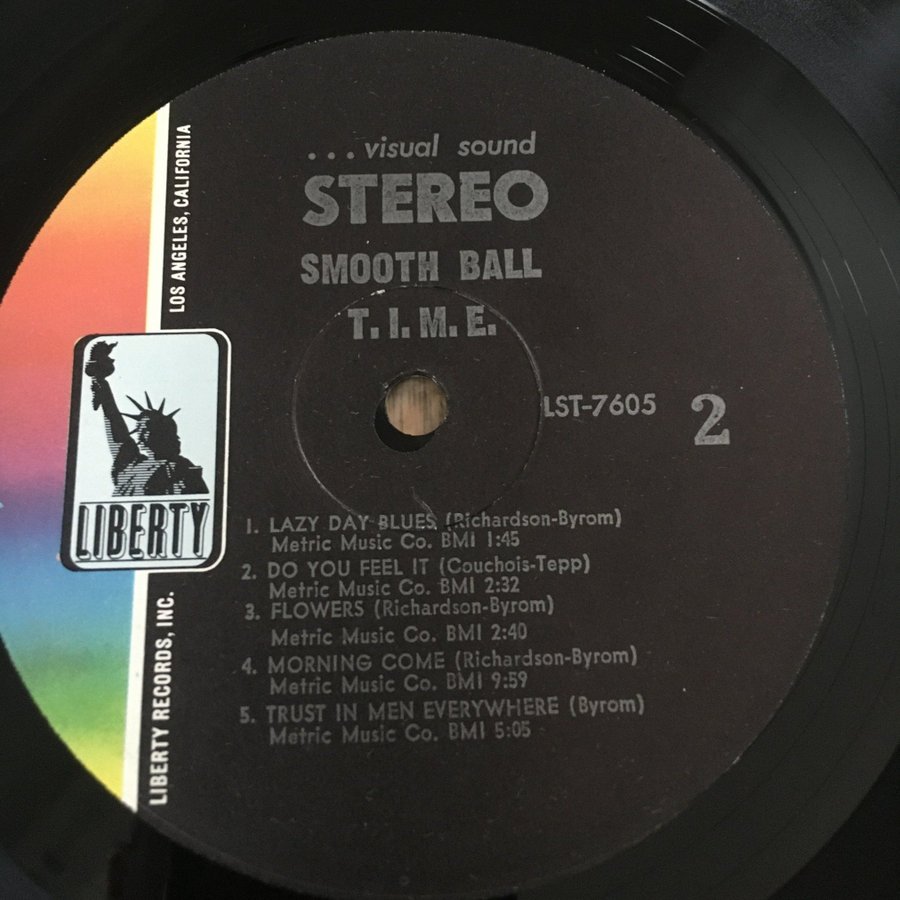 ...visual sound
STEREO
SMOOTH BALL
T.I.M.E.
LST-7605
2
1. LAZY DAY BLUES (Richardson-Byrom)
Metric Music Co. BMI 1:45
2. DO YOU FEEL IT (Couchois-Tepp)
Metric Music Co. BMI 2:32
3. FLOWERS (Richardson-Byrom)
Metric Music Co. BMI 2:40
4. MORNING COME (Richardson-Byrom)
Metric Music Co. BMI 9:59
5. TRUST IN MEN EVERYWHERE (Byrom)
Metric Music Co. BMI 5:05
LIBERTY
LIBERTY RECORDS, INC.
LOS ANGELES, CALIFORNIA